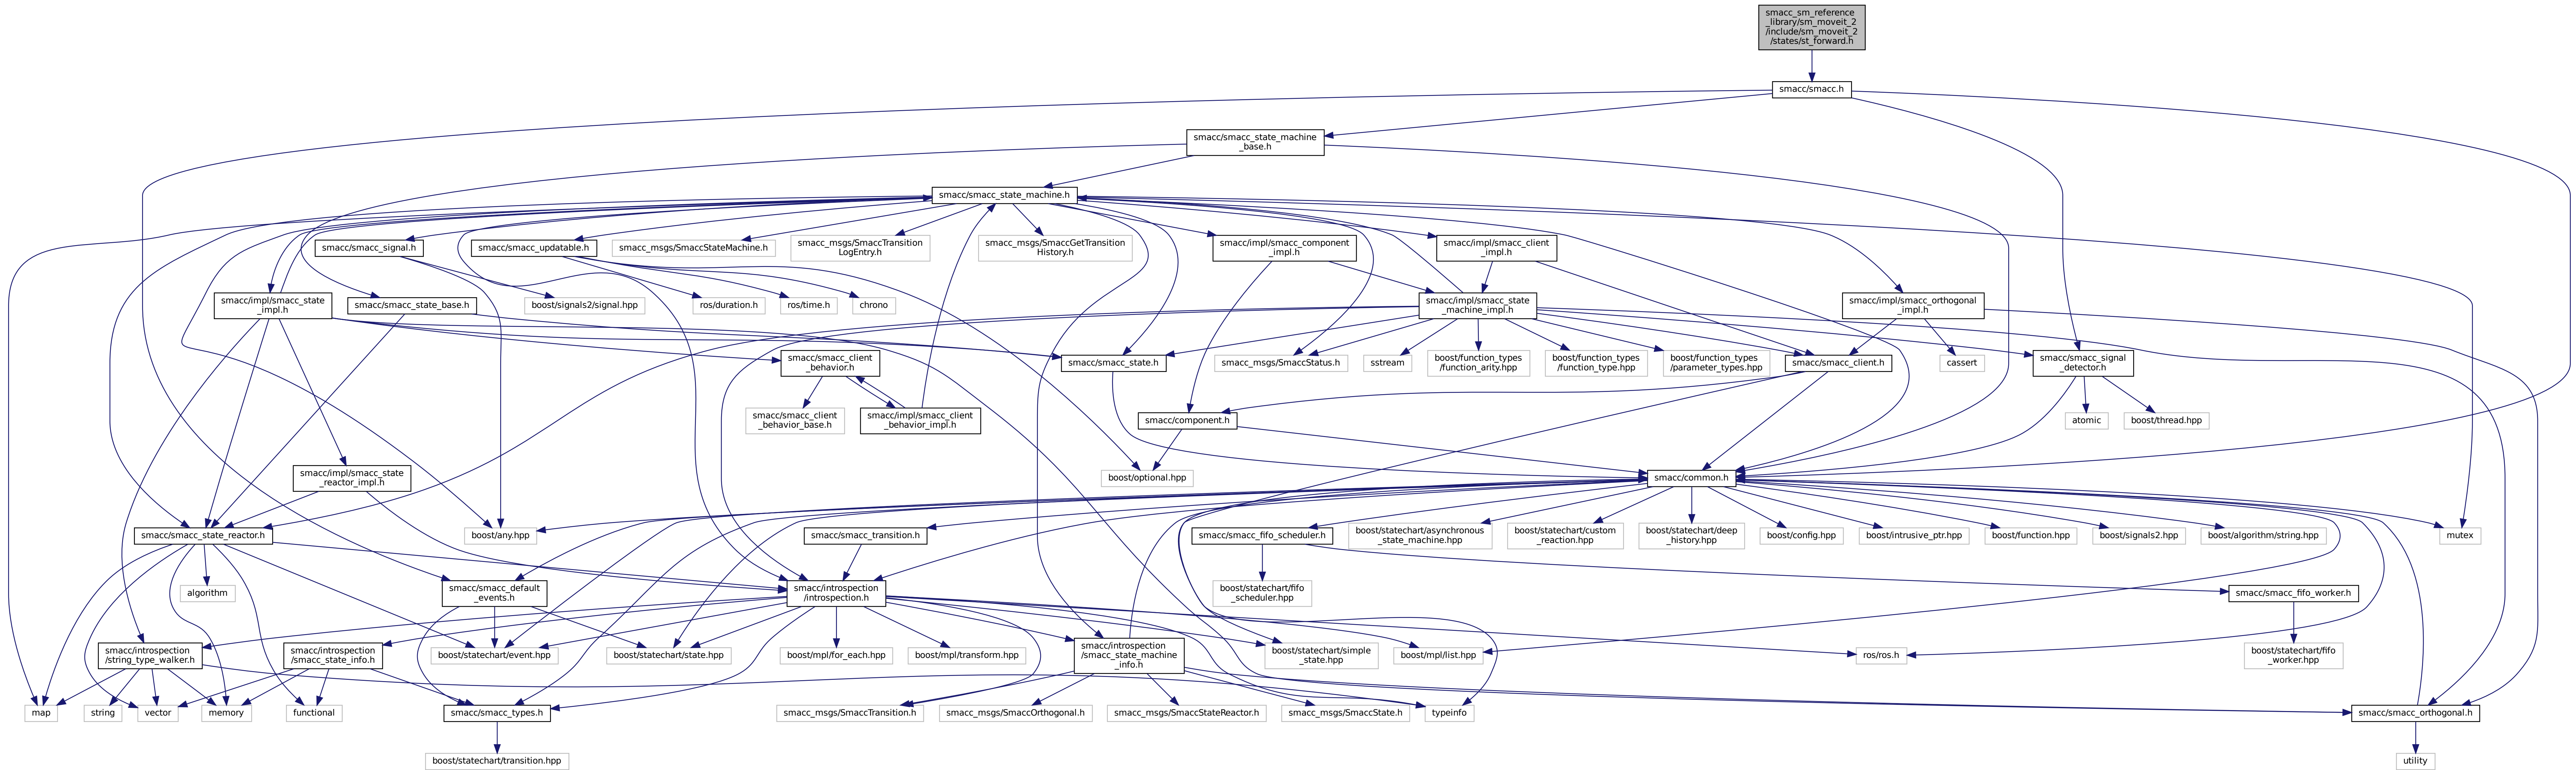 smacc_sm_reference
_library/sm_moveit_2
/include/sm_moveit_2
/states/st_forward.h
smacc/smacc.h
smacc/smacc_state_machine
_base.h
smacc/smacc_state_machine.h
smacc/smacc_signal.h
smacc/smacc_updatable.h
smacc_msgs/SmaccStateMachine.h
smacc_msgs/SmaccTransition
LogEntry.h
smacc_msgs/SmaccGetTransition
History.h
smacc/impl/smacc_component
_impl.h
smacc/impl/smacc_client
_impl.h
smacc/impl/smacc_state
_impl.h
smacc/smacc_state_base.h
boost/signals2/signal.hpp
ros/duration.h
ros/time.h
chrono
smacc/impl/smacc_state
_machine_impl.h
smacc/impl/smacc_orthogonal
_impl.h
smacc/smacc_client
_behavior.h
smacc/smacc_state.h
smacc_msgs/SmaccStatus.h
sstream
boost/function_types
/function_arity.hpp
boost/function_types
/function_type.hpp
boost/function_types
/parameter_types.hpp
smacc/smacc_client.h
cassert
smacc/smacc_signal
_detector.h
smacc/smacc_client
_behavior_base.h
smacc/impl/smacc_client
_behavior_impl.h
smacc/component.h
atomic
boost/thread.hpp
smacc/impl/smacc_state
_reactor_impl.h
boost/optional.hpp
smacc/common.h
smacc/smacc_state_reactor.h
boost/any.hpp
smacc/smacc_transition.h
smacc/smacc_fifo_scheduler.h
boost/statechart/asynchronous
_state_machine.hpp
boost/statechart/custom
_reaction.hpp
boost/statechart/deep
_history.hpp
boost/config.hpp
boost/intrusive_ptr.hpp
boost/function.hpp
boost/signals2.hpp
boost/algorithm/string.hpp
mutex
algorithm
smacc/smacc_default
_events.h
smacc/introspection
/introspection.h
boost/statechart/fifo
_scheduler.hpp
smacc/smacc_fifo_worker.h
smacc/introspection
/string_type_walker.h
smacc/introspection
/smacc_state_info.h
boost/statechart/event.hpp
boost/statechart/state.hpp
boost/mpl/for_each.hpp
boost/mpl/transform.hpp
smacc/introspection
/smacc_state_machine
_info.h
boost/statechart/simple
_state.hpp
boost/mpl/list.hpp
ros/ros.h
boost/statechart/fifo
_worker.hpp
map
string
vector
memory
functional
smacc/smacc_types.h
smacc_msgs/SmaccTransition.h
smacc_msgs/SmaccOrthogonal.h
smacc_msgs/SmaccStateReactor.h
smacc_msgs/SmaccState.h
typeinfo
smacc/smacc_orthogonal.h
boost/statechart/transition.hpp
utility